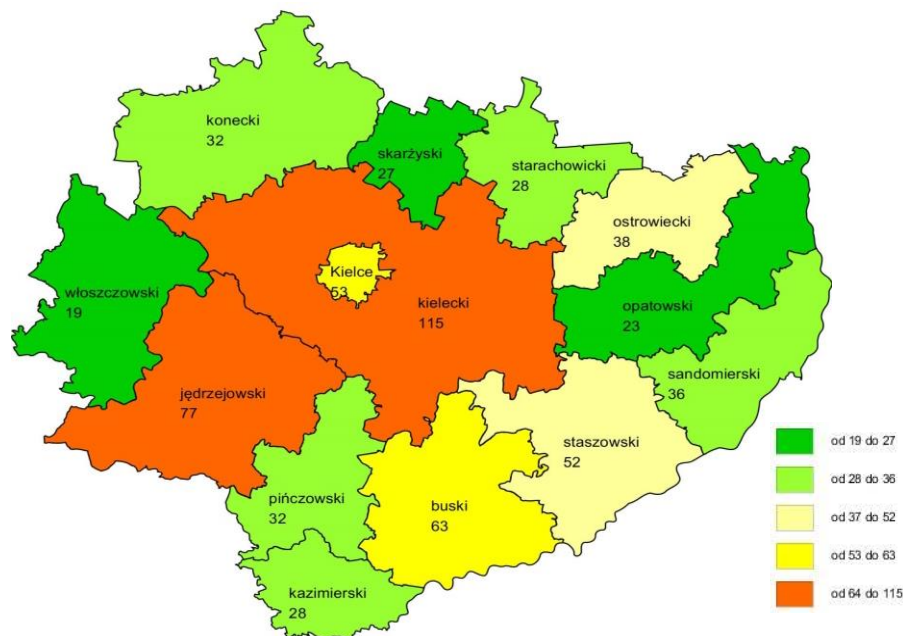 konecki
32
skarżyski
27
starachowicki
28
ostrowiecki
38
Kielce
53
włoszczowski
19
kielecki
115
opatowski
23
jędrzejowski
77
sandomierski
36
staszowski
52
pińczowski
32
buski
63
kazimierski
28
od 19 do 27
od 28 do 36
od 37 do 52
od 53 do 63
od 64 do 115